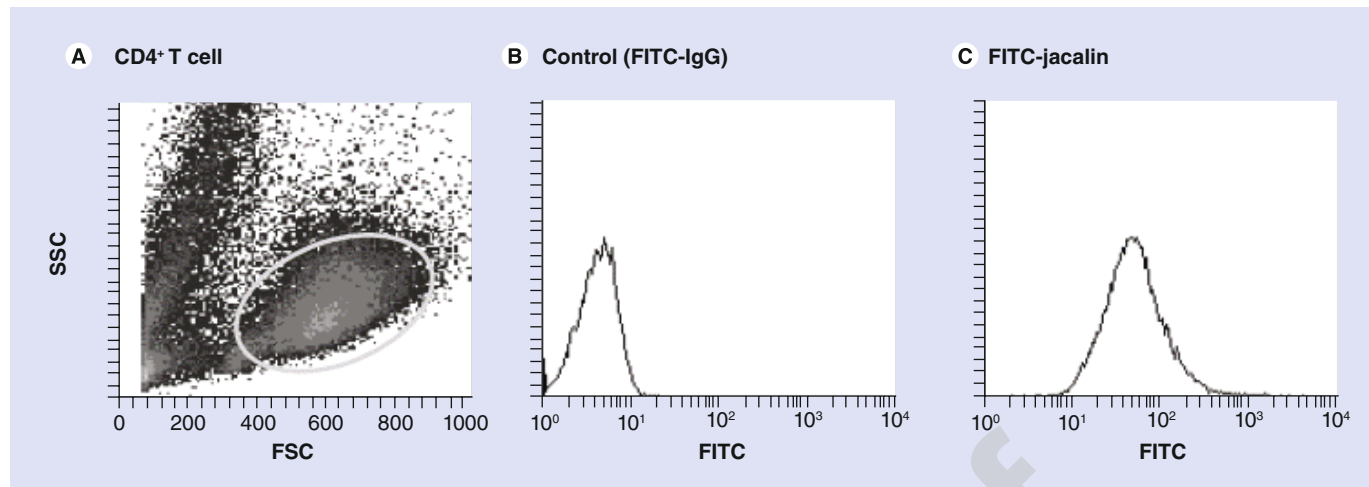 A CD4⁺ T cell
SSC
0 200 400 600 800 1000
FSC
B Control (FITC-IgG)
10⁰ 10¹ 10² 10³ 10⁴
FITC
C FITC-jacalin
10⁰ 10¹ 10² 10³ 10⁴
FITC